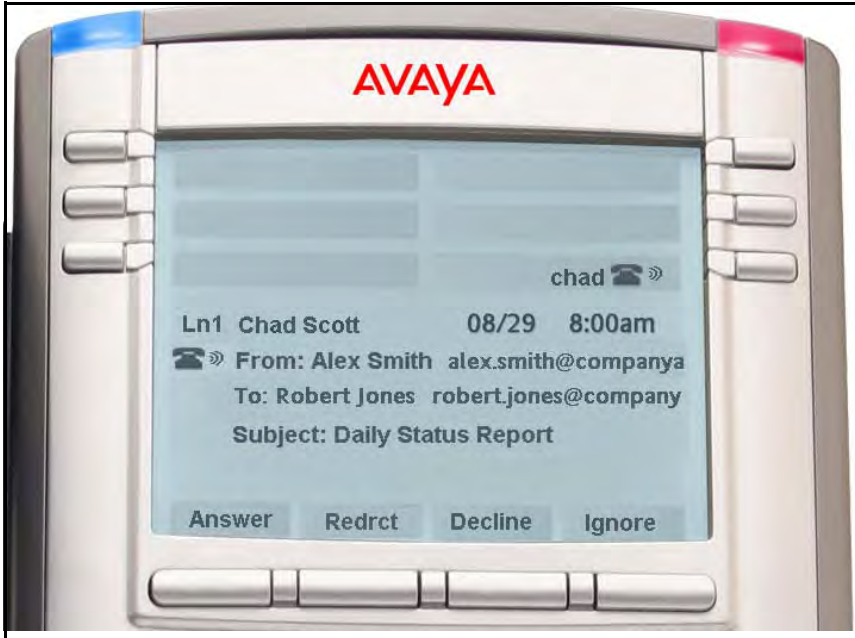 AVAYA
chad
Ln1 Chad Scott 08/29 8:00am
From: Alex Smith alex.smith@companya
To: Robert Jones robert.jones@company
Subject: Daily Status Report
Answer Redrct Decline Ignore